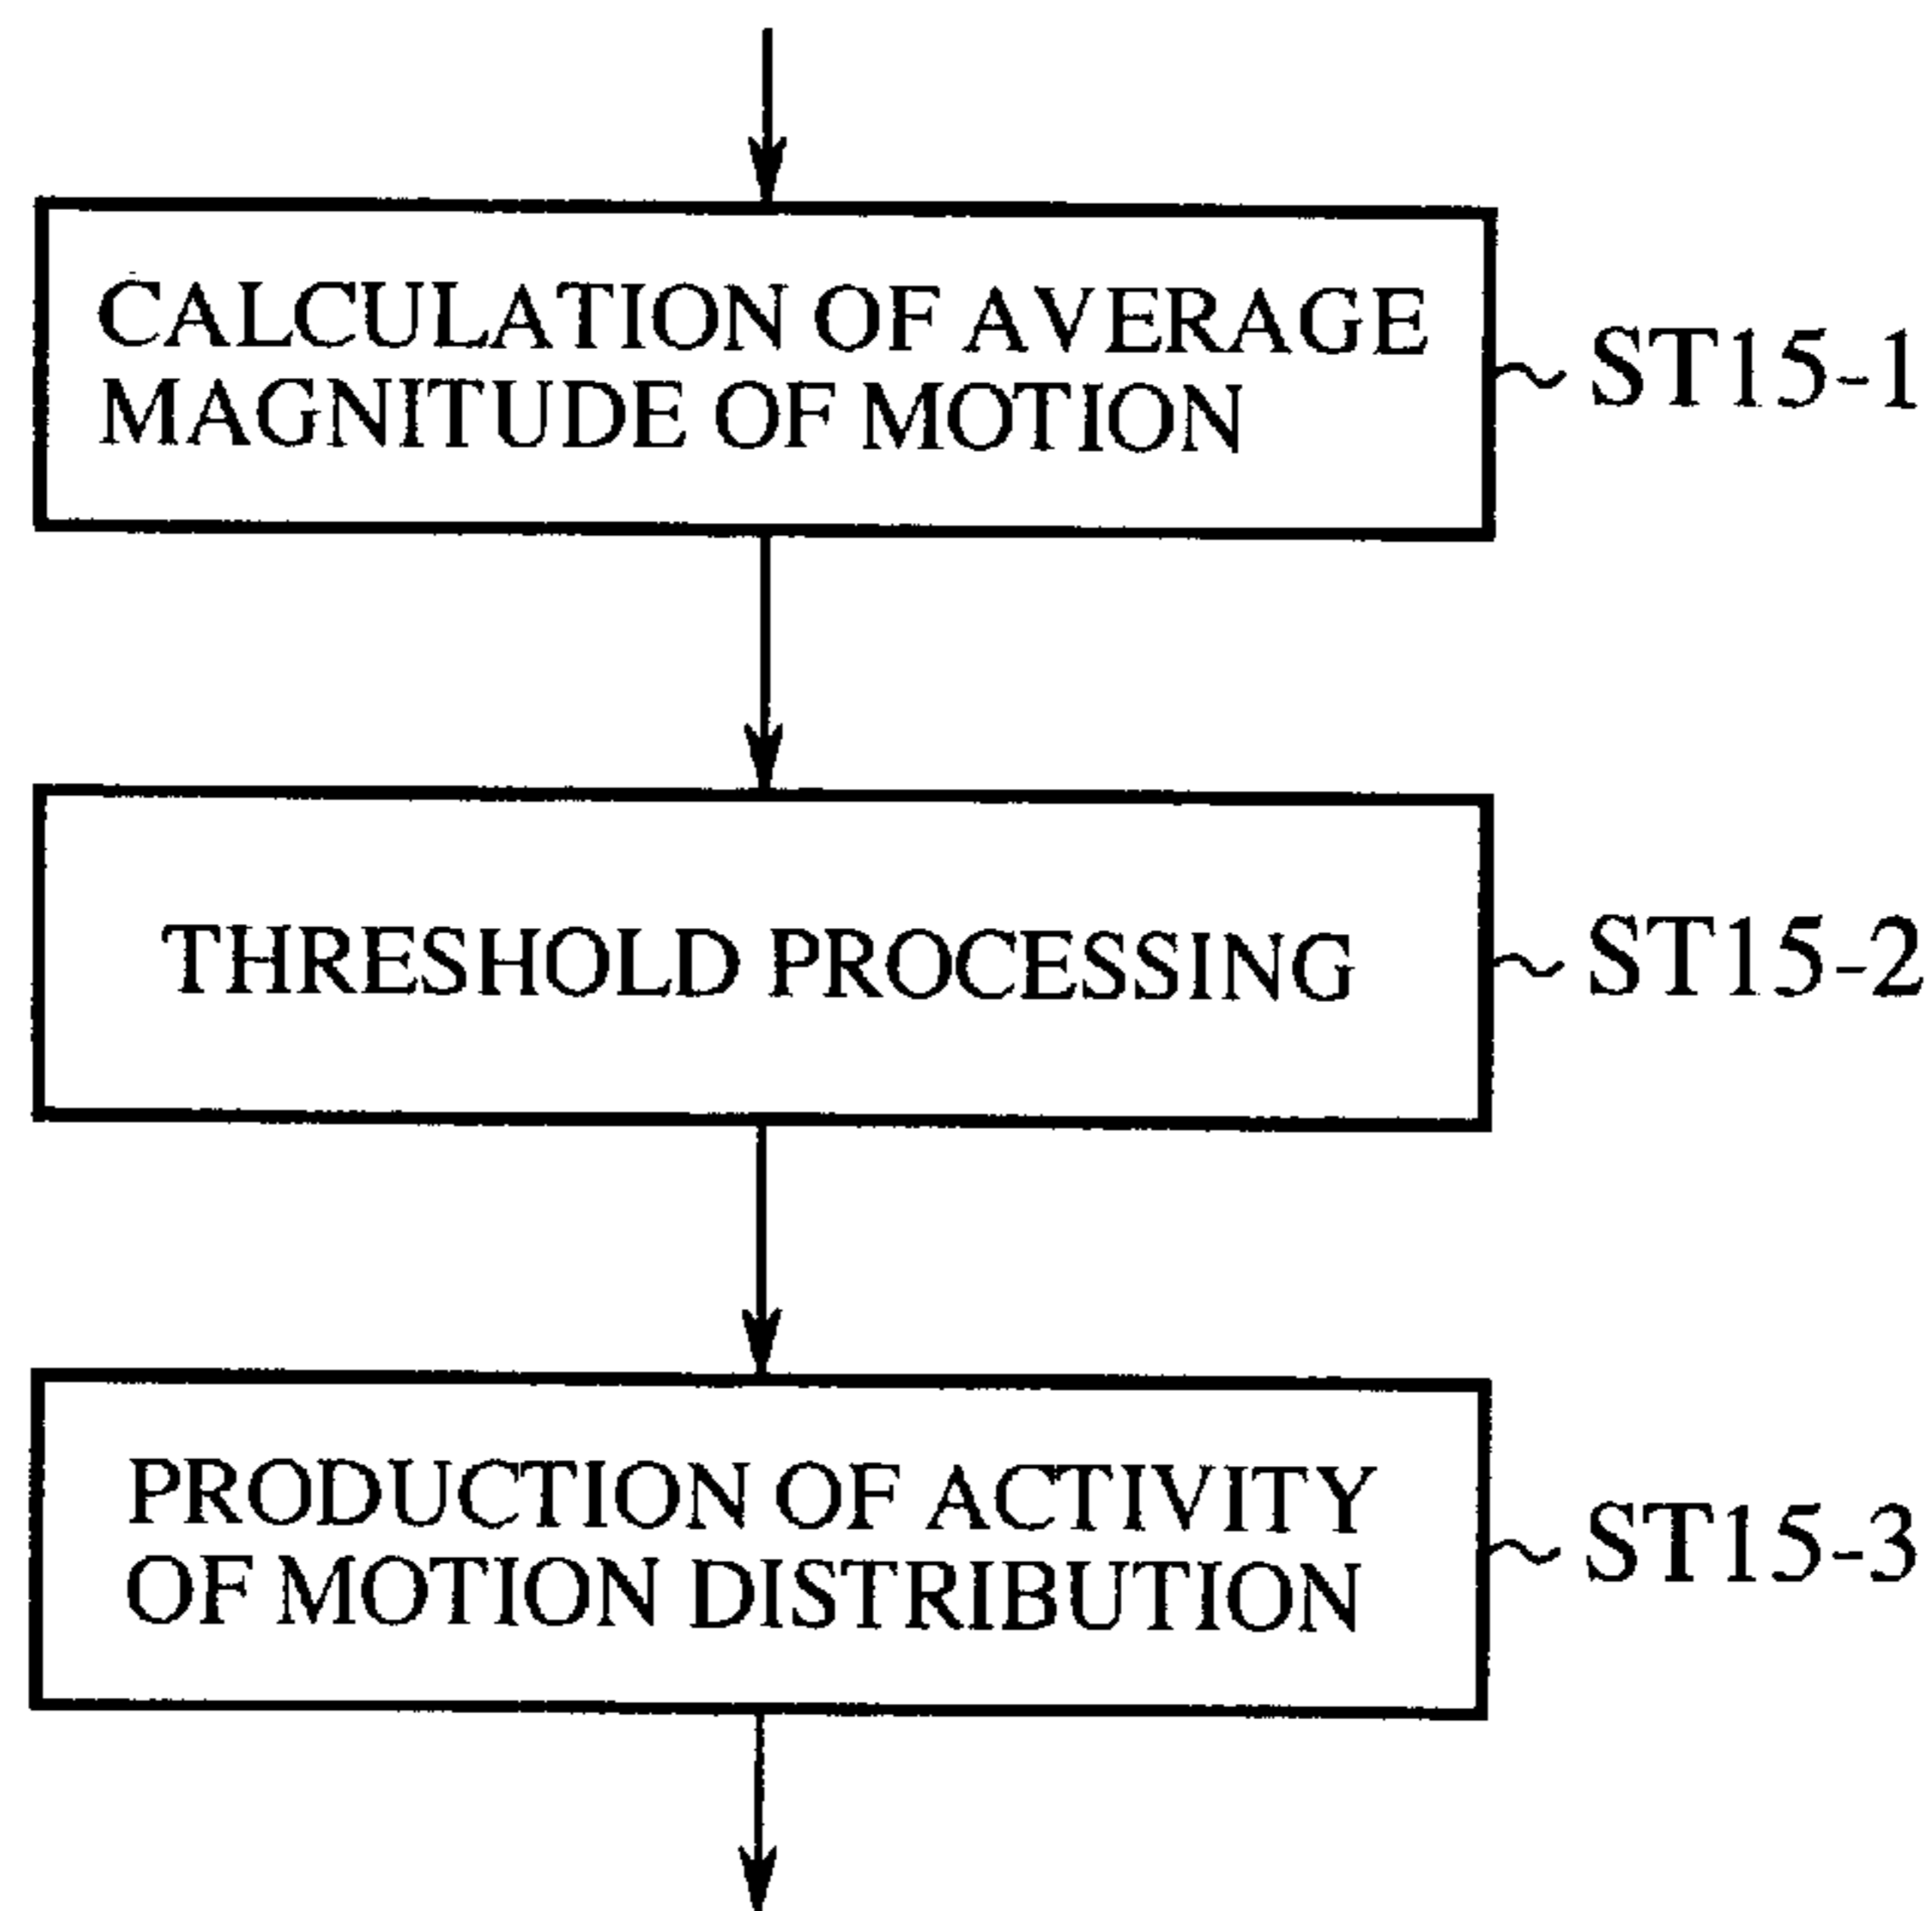 CALCULATION OF AVERAGE
MAGNITUDE OF MOTION
ST15-1
THRESHOLD PROCESSING
ST15-2
PRODUCTION OF ACTIVITY
OF MOTION DISTRIBUTION
ST15-3